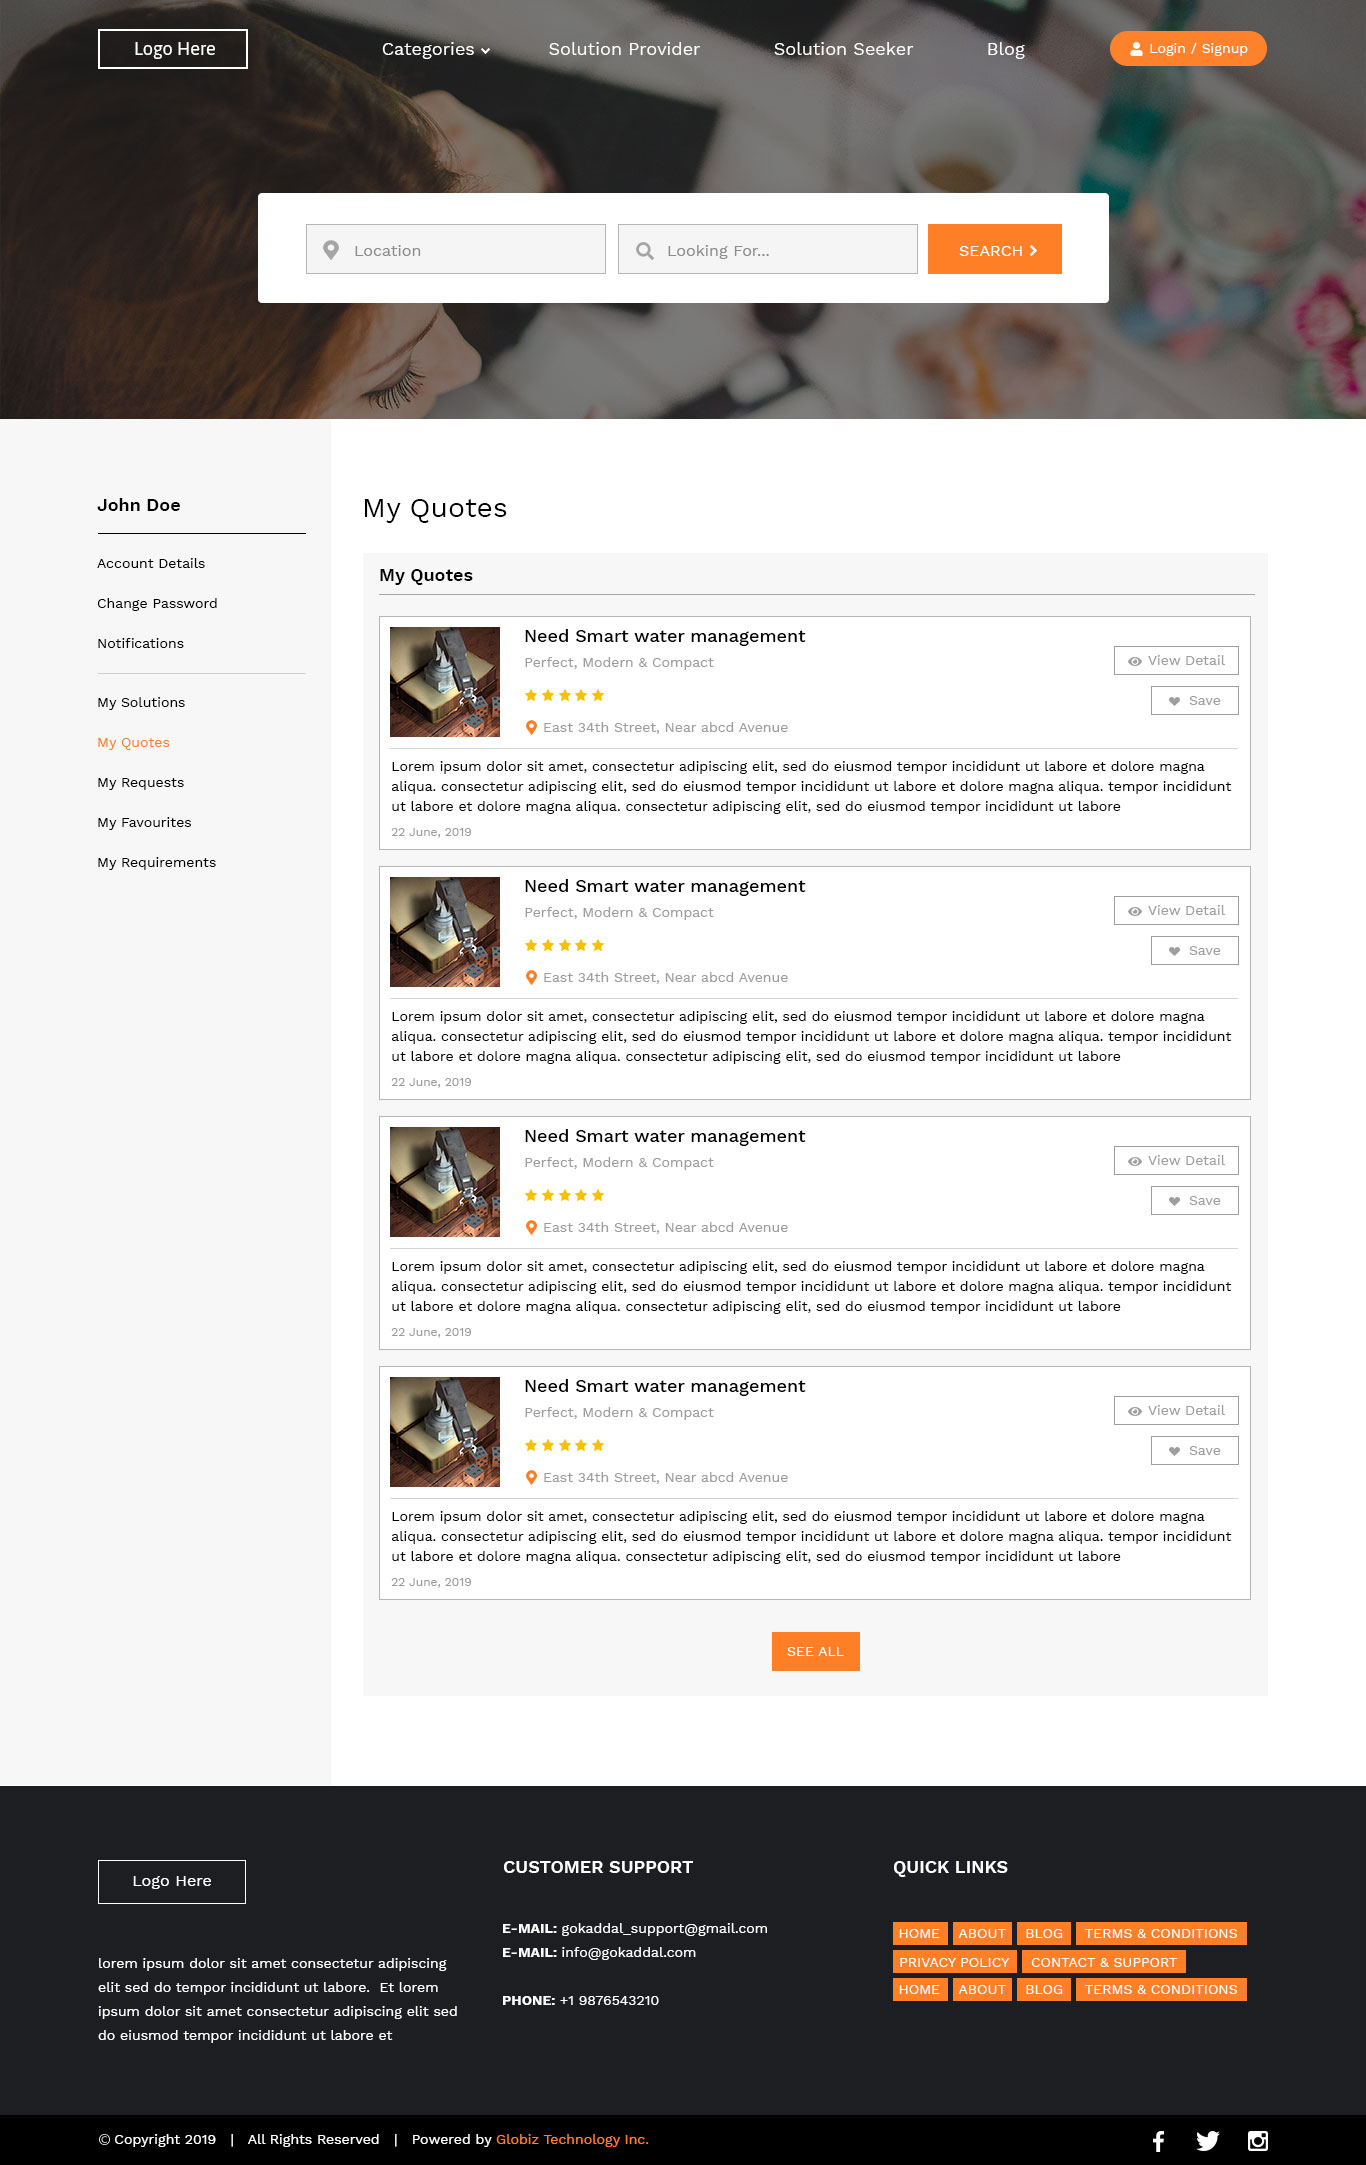 Logo Here
Categories
Solution Provider
Solution Seeker
Blog
Login / Signup
Location
Looking For...
SEARCH
John Doe
Account Details
Change Password
Notifications
My Solutions
My Quotes
My Requests
My Favourites
My Requirements
My Quotes
My Quotes
Need Smart water management
Perfect, Modern & Compact
East 34th Street, Near abcd Avenue
View Detail
Save
Lorem ipsum dolor sit amet, consectetur adipiscing elit, sed do eiusmod tempor incididunt ut labore et dolore magna
aliqua. consectetur adipiscing elit, sed do eiusmod tempor incididunt ut labore et dolore magna aliqua. tempor incididunt
ut labore et dolore magna aliqua. consectetur adipiscing elit, sed do eiusmod tempor incididunt ut labore
22 June, 2019
Need Smart water management
Perfect, Modern & Compact
East 34th Street, Near abcd Avenue
View Detail
Save
Lorem ipsum dolor sit amet, consectetur adipiscing elit, sed do eiusmod tempor incididunt ut labore et dolore magna
aliqua. consectetur adipiscing elit, sed do eiusmod tempor incididunt ut labore et dolore magna aliqua. tempor incididunt
ut labore et dolore magna aliqua. consectetur adipiscing elit, sed do eiusmod tempor incididunt ut labore
22 June, 2019
Need Smart water management
Perfect, Modern & Compact
East 34th Street, Near abcd Avenue
View Detail
Save
Lorem ipsum dolor sit amet, consectetur adipiscing elit, sed do eiusmod tempor incididunt ut labore et dolore magna
aliqua. consectetur adipiscing elit, sed do eiusmod tempor incididunt ut labore et dolore magna aliqua. tempor incididunt
ut labore et dolore magna aliqua. consectetur adipiscing elit, sed do eiusmod tempor incididunt ut labore
22 June, 2019
Need Smart water management
Perfect, Modern & Compact
East 34th Street, Near abcd Avenue
View Detail
Save
Lorem ipsum dolor sit amet, consectetur adipiscing elit, sed do eiusmod tempor incididunt ut labore et dolore magna
aliqua. consectetur adipiscing elit, sed do eiusmod tempor incididunt ut labore et dolore magna aliqua. tempor incididunt
ut labore et dolore magna aliqua. consectetur adipiscing elit, sed do eiusmod tempor incididunt ut labore
22 June, 2019
SEE ALL
Logo Here
lorem ipsum dolor sit amet consectetur adipiscing
elit sed do tempor incididunt ut labore. Et lorem
ipsum dolor sit amet consectetur adipiscing elit sed
do eiusmod tempor incididunt ut labore et
CUSTOMER SUPPORT
E-MAIL: gokaddal_support@gmail.com
E-MAIL: info@gokaddal.com
PHONE: +1 9876543210
QUICK LINKS
HOME ABOUT BLOG TERMS & CONDITIONS
PRIVACY POLICY CONTACT & SUPPORT
HOME ABOUT BLOG TERMS & CONDITIONS
© Copyright 2019 | All Rights Reserved | Powered by Globiz Technology Inc.